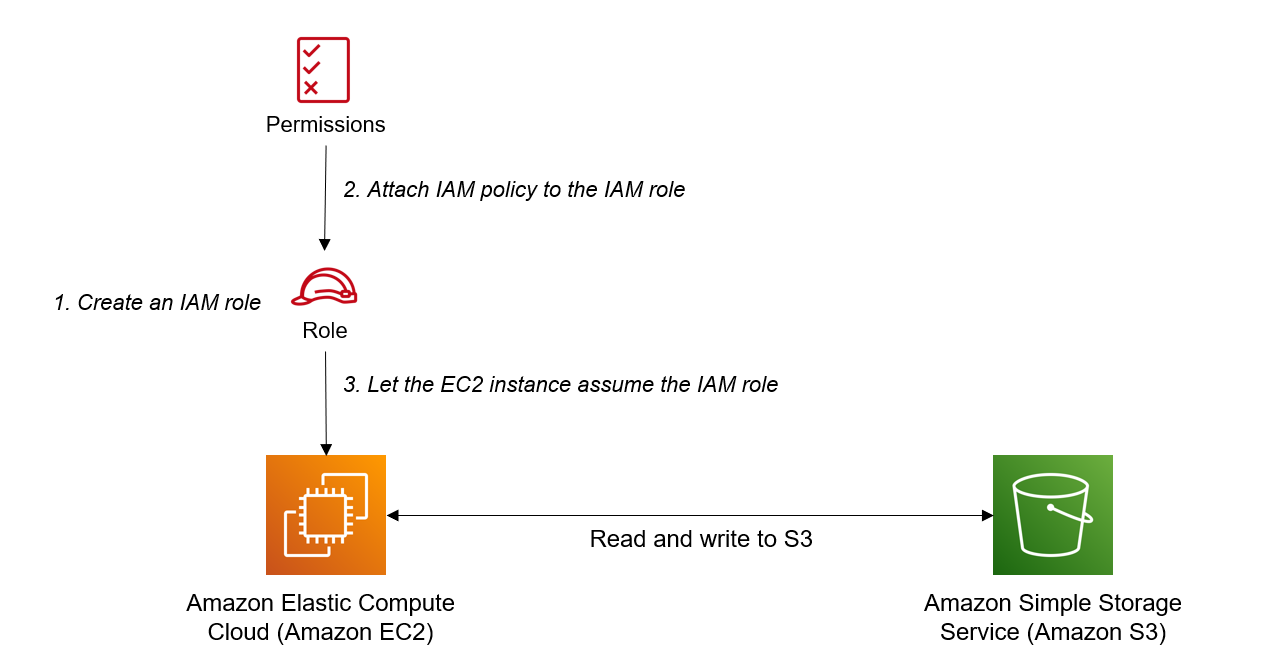 Permissions
2. Attach IAM policy to the IAM role
1. Create an IAM role
Role
3. Let the EC2 instance assume the IAM role
Read and write to S3
Amazon Elastic Compute
Cloud (Amazon EC2)
Amazon Simple Storage
Service (Amazon S3)